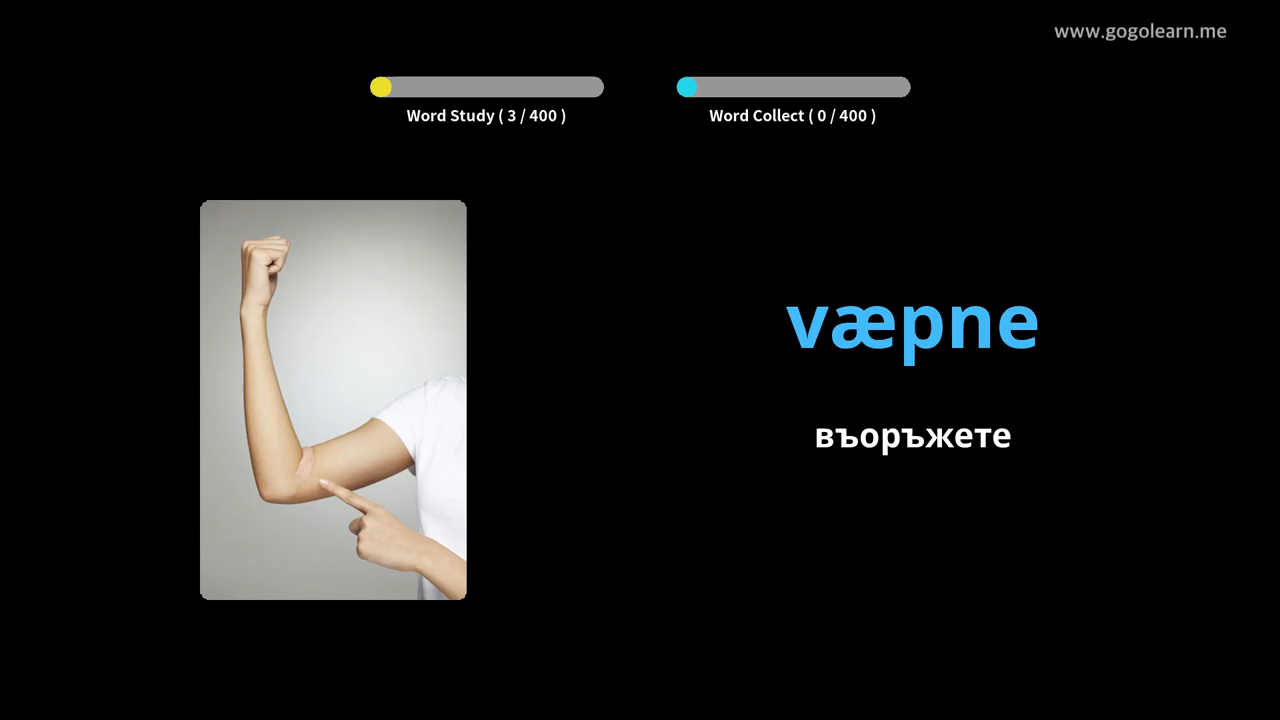 www.gogolearn.me
Word Study ( 3 / 400 )
Word Collect ( 0 / 400 )
væpne
въоръжете